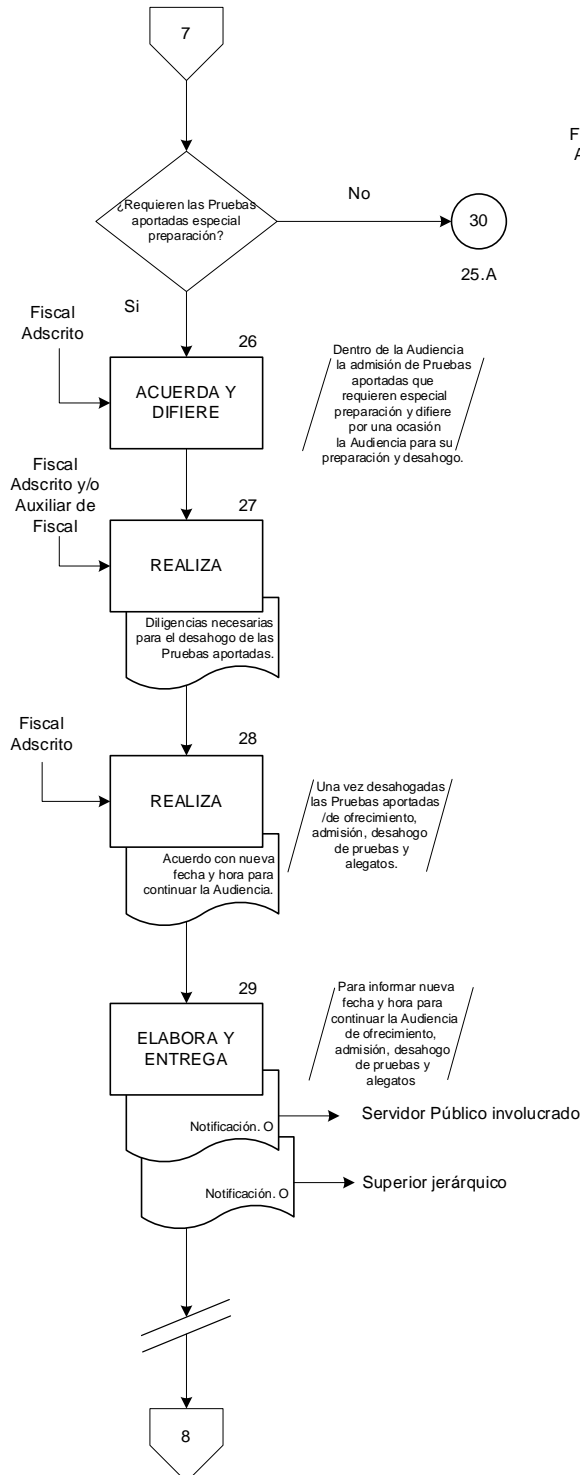 7
¿Requieren las Pruebas
aportadas especial
preparación?
No
30
25.A
F
A
Si
Fiscal
Adscrito
26
ACUERDA Y
DIFIERE
Dentro de la Audiencia
la admisión de Pruebas
aportadas que
requieren especial
preparación y difiere
por una ocasión
la Audiencia para su
preparación y desahogo.
Fiscal
Adscrito y/o
Auxiliar de
Fiscal
27
REALIZA
Diligencias necesarias
para el desahogo de las
Pruebas aportadas.
Fiscal
Adscrito
28
REALIZA
Acuerdo con nueva
fecha y hora para
continuar la Audiencia.
Una vez desahogadas
las Pruebas aportadas
/de ofrecimiento,
admisión, desahogo
de pruebas y
alegatos.
29
ELABORA Y
ENTREGA
Para informar nueva
fecha y hora para
continuar la Audiencia
de ofrecimiento,
admisión, desahogo
de pruebas y
alegatos
Notificación. O
Servidor Público involucrado
Notificación. O
Superior jerárquico
8